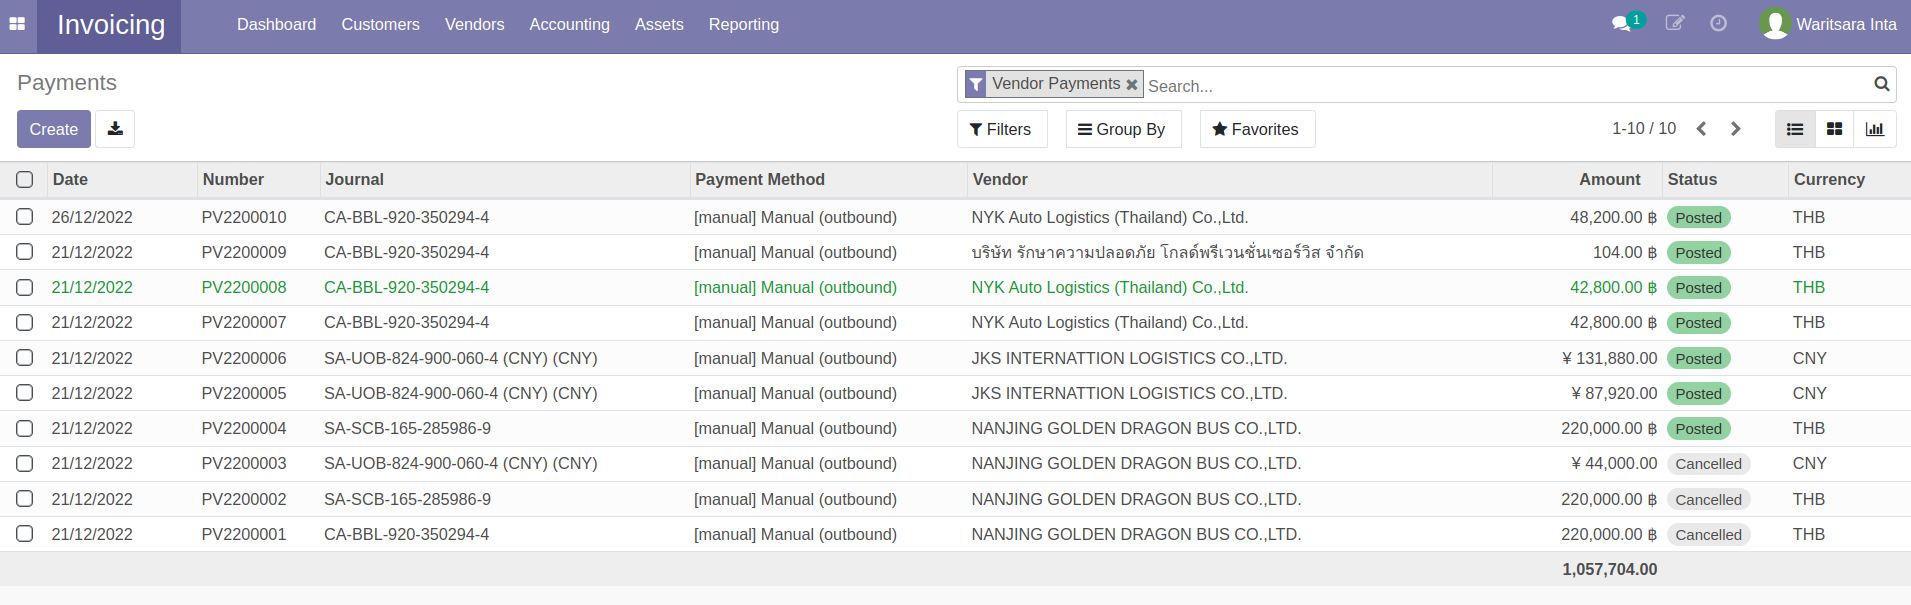 Invoicing Dashboard Customers Vendors Accounting Assets Reporting 1 Waritsara Inta
Payments
Vendor Payments Search...
Create Filters Group By Favorites 1-10 / 10
Date Number Journal Payment Method Vendor Amount Status Currency
26/12/2022 PV2200010 CA-BBL-920-350294-4 [manual] Manual (outbound) NYK Auto Logistics (Thailand) Co.,Ltd. 48,200.00 ฿ Posted THB
21/12/2022 PV2200009 CA-BBL-920-350294-4 [manual] Manual (outbound) บริษัท รักษาความปลอดภัย โกลด์พรีเวนชั่นเซอร์วิส จำกัด 104.00 ฿ Posted THB
21/12/2022 PV2200008 CA-BBL-920-350294-4 [manual] Manual (outbound) NYK Auto Logistics (Thailand) Co.,Ltd. 42,800.00 ฿ Posted THB
21/12/2022 PV2200007 CA-BBL-920-350294-4 [manual] Manual (outbound) NYK Auto Logistics (Thailand) Co.,Ltd. 42,800.00 ฿ Posted THB
21/12/2022 PV2200006 SA-UOB-824-900-060-4 (CNY) (CNY) [manual] Manual (outbound) JKS INTERNATTION LOGISTICS CO.,LTD. ¥ 131,880.00 Posted CNY
21/12/2022 PV2200005 SA-UOB-824-900-060-4 (CNY) (CNY) [manual] Manual (outbound) JKS INTERNATTION LOGISTICS CO.,LTD. ¥ 87,920.00 Posted CNY
21/12/2022 PV2200004 SA-SCB-165-285986-9 [manual] Manual (outbound) NANJING GOLDEN DRAGON BUS CO.,LTD. 220,000.00 ฿ Posted THB
21/12/2022 PV2200003 SA-UOB-824-900-060-4 (CNY) (CNY) [manual] Manual (outbound) NANJING GOLDEN DRAGON BUS CO.,LTD. ¥ 44,000.00 Cancelled CNY
21/12/2022 PV2200002 SA-SCB-165-285986-9 [manual] Manual (outbound) NANJING GOLDEN DRAGON BUS CO.,LTD. 220,000.00 ฿ Cancelled THB
21/12/2022 PV2200001 CA-BBL-920-350294-4 [manual] Manual (outbound) NANJING GOLDEN DRAGON BUS CO.,LTD. 220,000.00 ฿ Cancelled THB
1,057,704.00